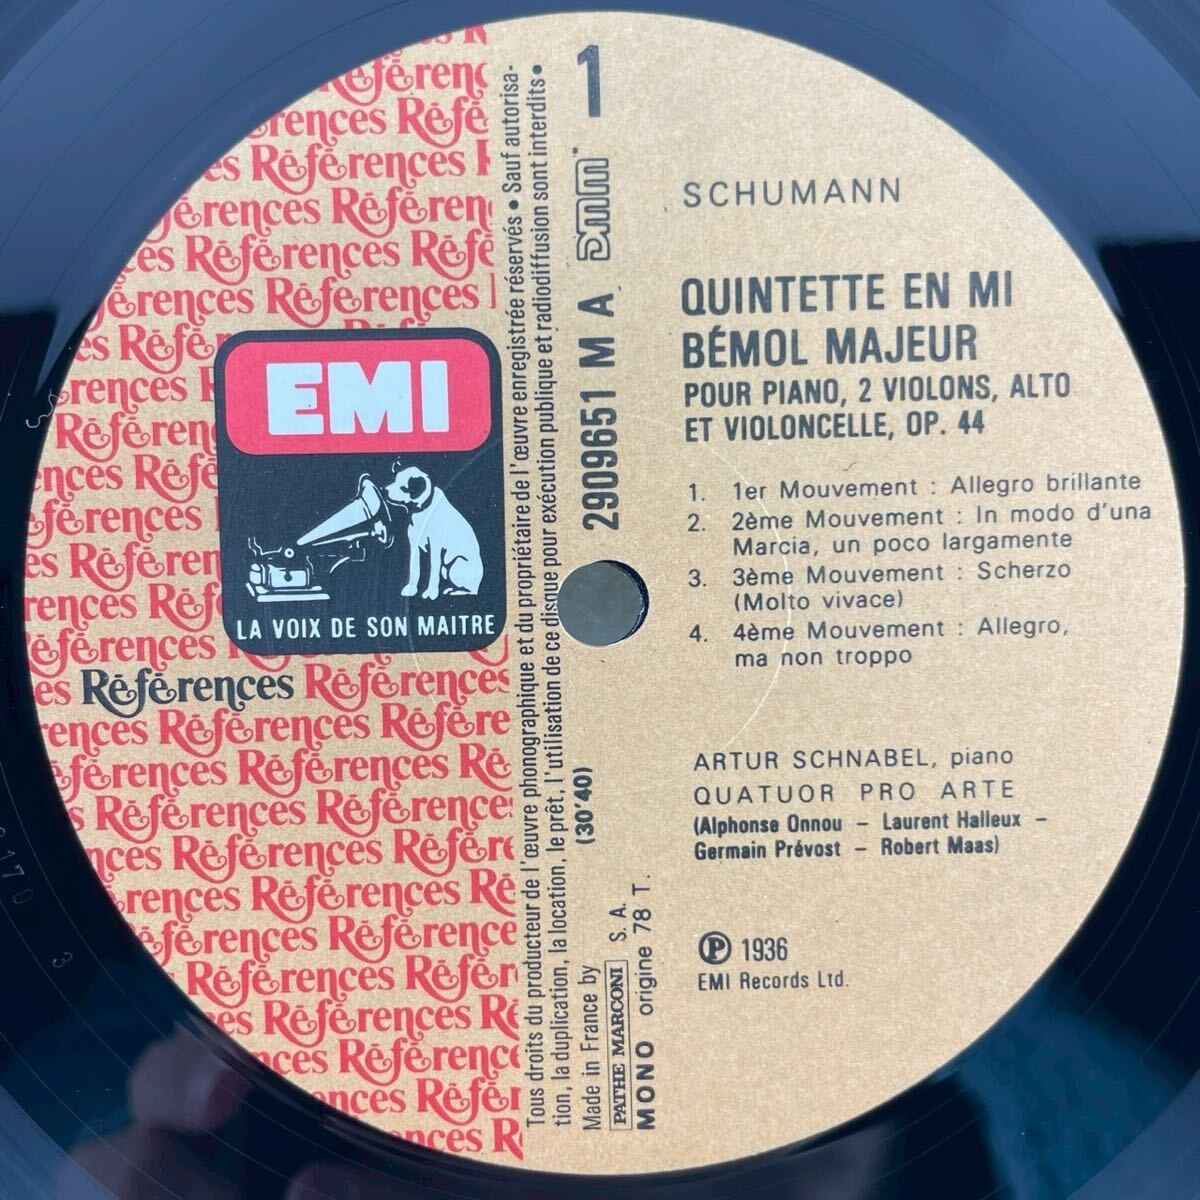 1
DMM
2909651 M A
SCHUMANN
QUINTETTE EN MI
BÉMOL MAJEUR
POUR PIANO, 2 VIOLONS, ALTO
ET VIOLONCELLE, OP. 44
1. 1er Mouvement : Allegro brillante
2. 2ème Mouvement : In modo d'una
Marcia, un poco largamente
3. 3ème Mouvement : Scherzo
(Molto vivace)
4. 4ème Mouvement : Allegro,
ma non troppo
ARTUR SCHNABEL, piano
QUATUOR PRO ARTE
(Alphonse Onnou – Laurent Halleux –
Germain Prévost – Robert Maas)
Ⓟ 1936
EMI Records Ltd.
EMI
LA VOIX DE SON MAITRE
Références Références
Tous droits du producteur de l'œuvre phonographique et du propriétaire de l'œuvre enregistrée réservés • Sauf autorisa-
tion, la duplication, la location, le prêt, l'utilisation de ce disque pour exécution publique et radiodiffusion sont interdits •
(30'40)
Made in France by PATHE MARCONI S. A.
MONO origine 78 T.